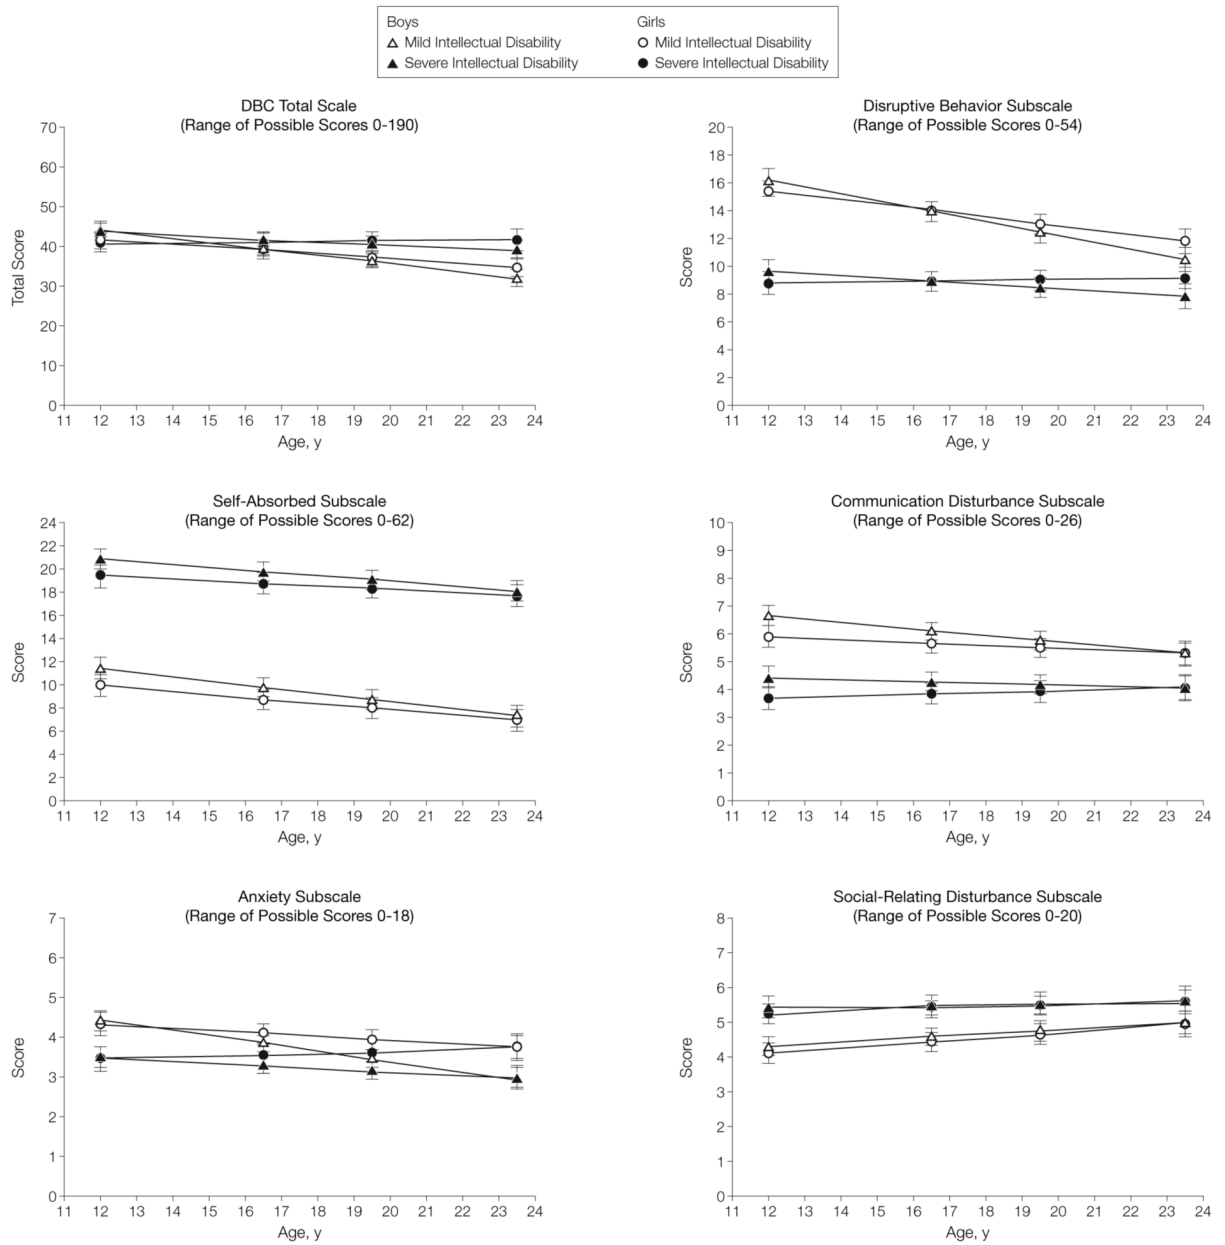 Boys
Girls
Mild Intellectual Disability
Mild Intellectual Disability
Severe Intellectual Disability
Severe Intellectual Disability
DBC Total Scale
(Range of Possible Scores 0-190)
70
60
50
40
30
20
10
0
Total Score
11 12 13 14 15 16 17 18 19 20 21 22 23 24
Age, y
Disruptive Behavior Subscale
(Range of Possible Scores 0-54)
20
18
16
14
12
10
8
6
4
2
0
Score
11 12 13 14 15 16 17 18 19 20 21 22 23 24
Age, y
Self-Absorbed Subscale
(Range of Possible Scores 0-62)
24
22
20
18
16
14
12
10
8
6
4
2
0
Score
11 12 13 14 15 16 17 18 19 20 21 22 23 24
Age, y
Communication Disturbance Subscale
(Range of Possible Scores 0-26)
10
9
8
7
6
5
4
3
2
1
0
Score
11 12 13 14 15 16 17 18 19 20 21 22 23 24
Age, y
Anxiety Subscale
(Range of Possible Scores 0-18)
7
6
5
4
3
2
1
0
Score
11 12 13 14 15 16 17 18 19 20 21 22 23 24
Age, y
Social-Relating Disturbance Subscale
(Range of Possible Scores 0-20)
8
7
6
5
4
3
2
1
0
Score
11 12 13 14 15 16 17 18 19 20 21 22 23 24
Age, y